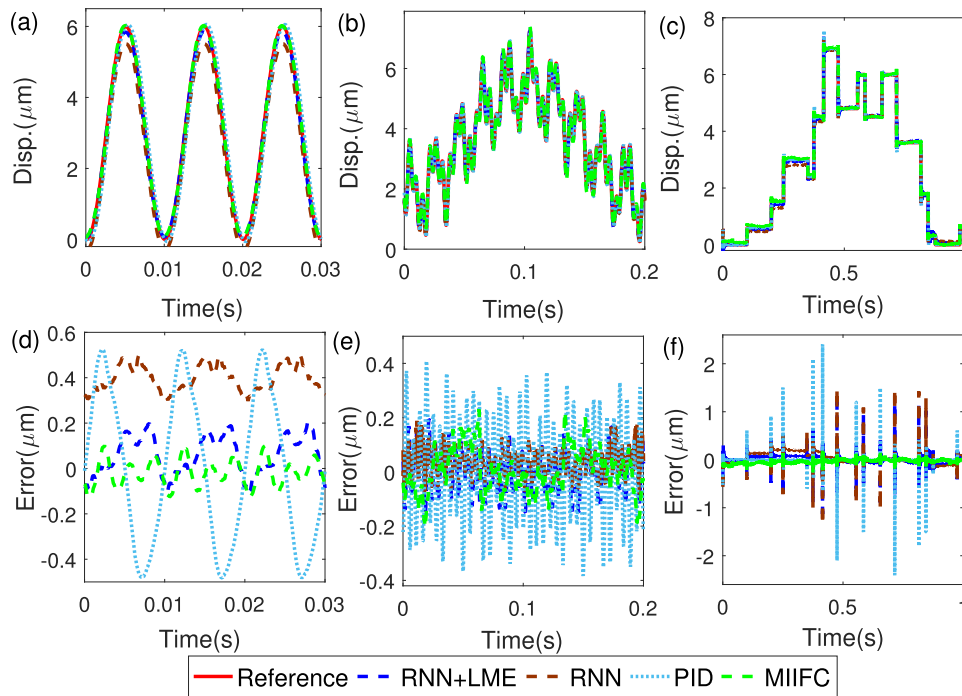 (a)
Disp.(μm)
6
4
2
0
0 0.01 0.02 0.03
Time(s)
(b)
Disp.(μm)
8
6
4
2
0
0 0.1 0.2
Time(s)
(c)
Disp.(μm)
8
6
4
2
0
0 0.5 1
Time(s)
(d)
Error(μm)
0.6
0.4
0.2
0
-0.2
-0.4
0 0.01 0.02 0.03
Time(s)
(e)
Error(μm)
0.4
0.2
0
-0.2
-0.4
0 0.1 0.2
Time(s)
(f)
Error(μm)
2
1
0
-1
-2
0 0.5 1
Time(s)
Reference RNN+LME RNN PID MIIFC